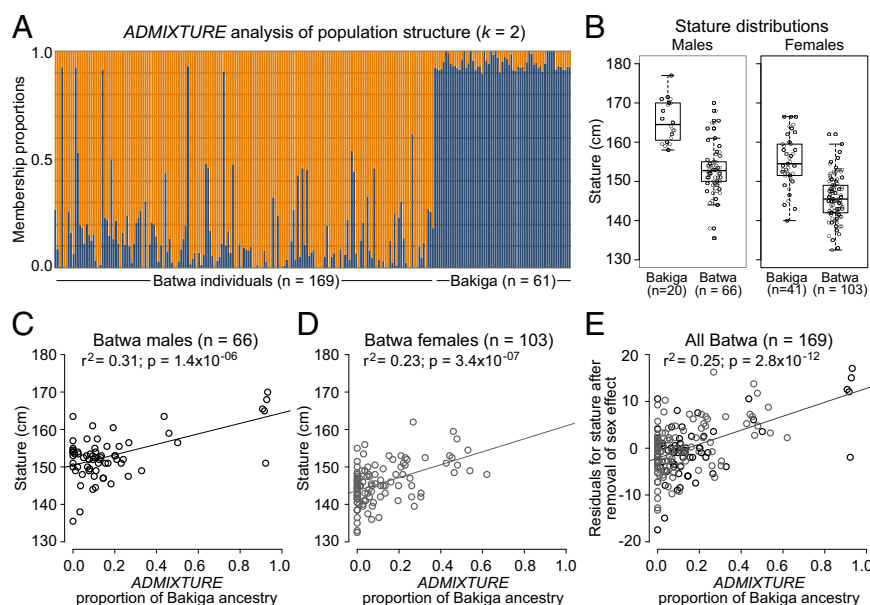 A
ADMIXTURE analysis of population structure (k = 2)
Membership proportions
1.0
0.5
0.0
Batwa individuals (n = 169)
Bakiga (n = 61)
B
Stature distributions
Males
Females
Stature (cm)
180
170
160
150
140
130
Bakiga
(n=20)
Batwa
(n = 66)
Bakiga
(n=41)
Batwa
(n = 103)
C
Batwa males (n = 66)
r2 = 0.31; p = 1.4x10-06
Stature (cm)
180
170
160
150
140
130
0.0 0.2 0.4 0.6 0.8 1.0
ADMIXTURE
proportion of Bakiga ancestry
D
Batwa females (n = 103)
r2 = 0.23; p = 3.4x10-07
Stature (cm)
180
170
160
150
140
130
0.0 0.2 0.4 0.6 0.8 1.0
ADMIXTURE
proportion of Bakiga ancestry
E
All Batwa (n = 169)
r2 = 0.25; p = 2.8x10-12
Residuals for stature after
removal of sex effect
20
10
0
-10
-20
0.0 0.2 0.4 0.6 0.8 1.0
ADMIXTURE
proportion of Bakiga ancestry